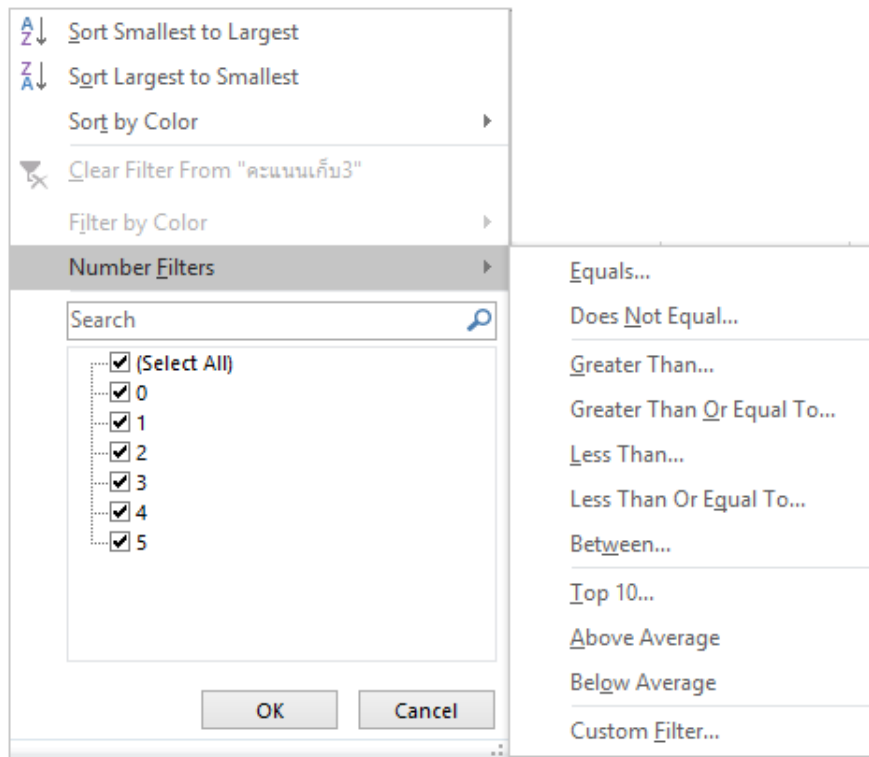 Sort Smallest to Largest
Sort Largest to Smallest
Sort by Color
Clear Filter From "คะแนนเก็บ3"
Filter by Color
Number Filters
Search
(Select All)
0
1
2
3
4
5
OK
Cancel
Equals...
Does Not Equal...
Greater Than...
Greater Than Or Equal To...
Less Than...
Less Than Or Equal To...
Between...
Top 10...
Above Average
Below Average
Custom Filter...